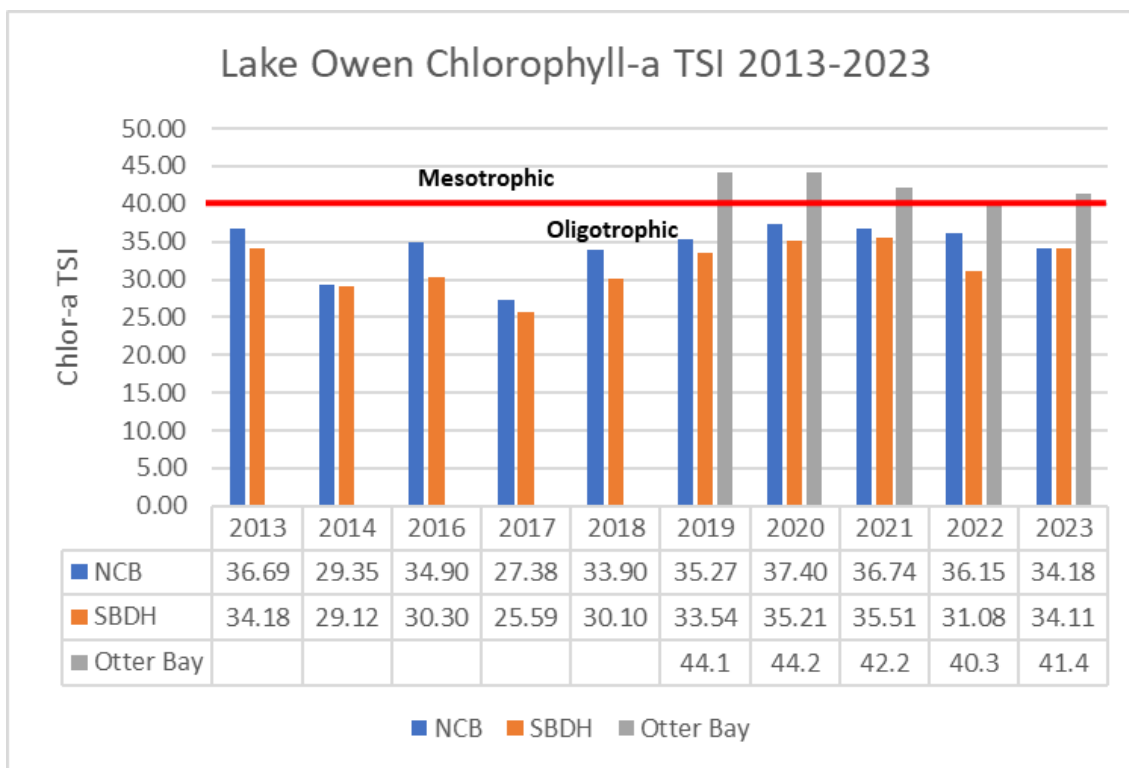 Lake Owen Chlorophyll-a TSI 2013-2023
Chlor-a TSI
50.00
45.00
40.00
35.00
30.00
25.00
20.00
15.00
10.00
5.00
0.00
Mesotrophic
Oligotrophic
2013 2014 2016 2017 2018 2019 2020 2021 2022 2023
NCB 36.69 29.35 34.90 27.38 33.90 35.27 37.40 36.74 36.15 34.18
SBDH 34.18 29.12 30.30 25.59 30.10 33.54 35.21 35.51 31.08 34.11
Otter Bay 44.1 44.2 42.2 40.3 41.4
NCB SBDH Otter Bay